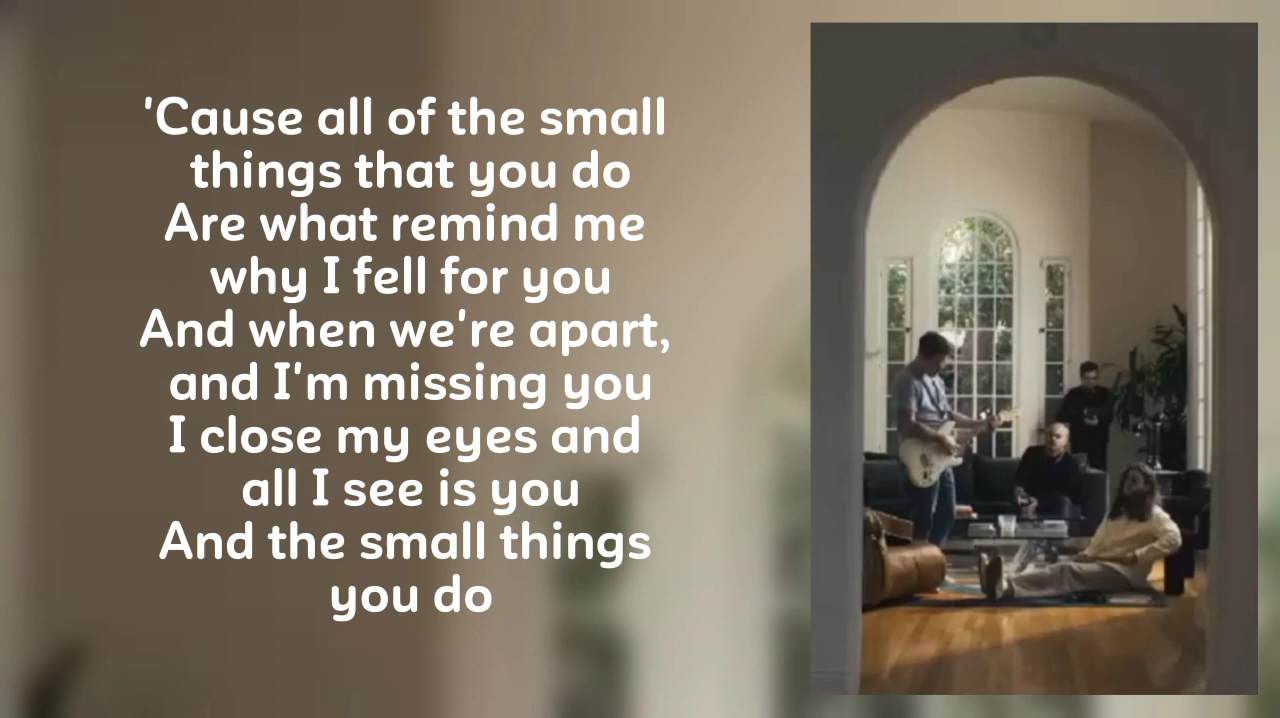 'Cause all of the small
things that you do
Are what remind me
why I fell for you
And when we're apart,
and I'm missing you
I close my eyes and
all I see is you
And the small things
you do